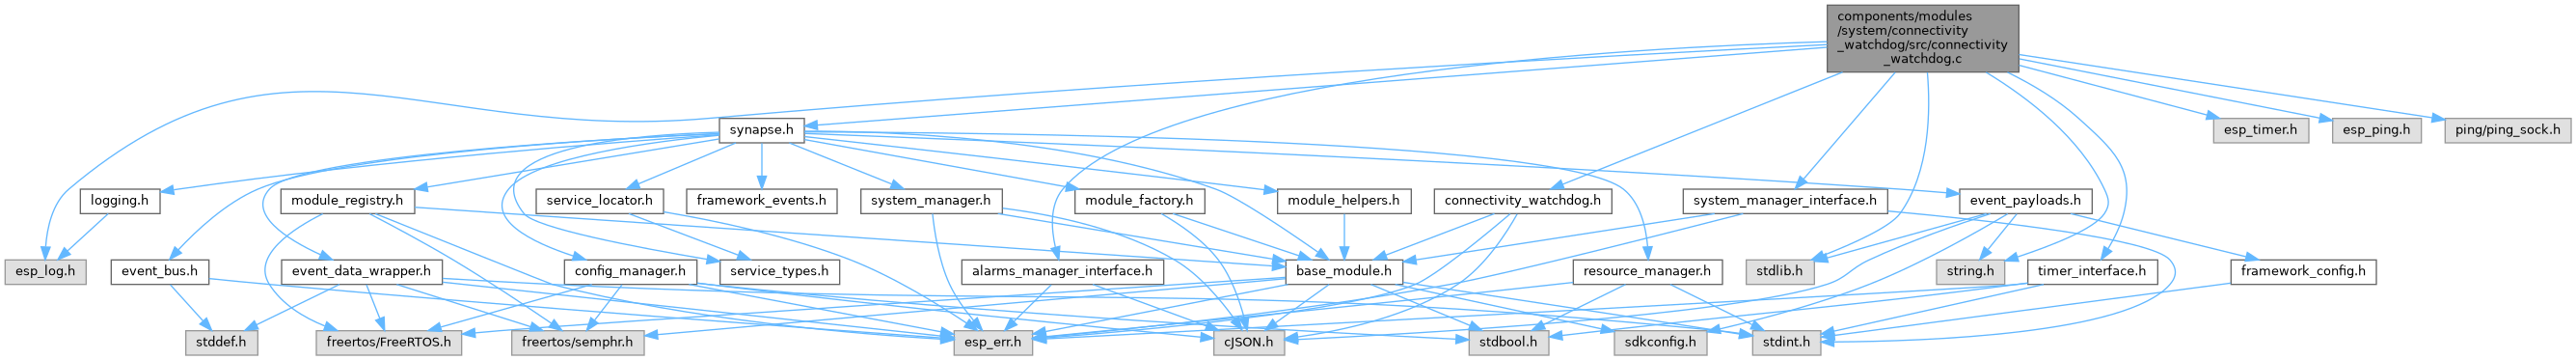 components/modules
/system/connectivity
_watchdog/src/connectivity
_watchdog.c
synapse.h
esp_timer.h
esp_ping.h
ping/ping_sock.h
logging.h
module_registry.h
service_locator.h
framework_events.h
system_manager.h
module_factory.h
module_helpers.h
connectivity_watchdog.h
system_manager_interface.h
event_payloads.h
esp_log.h
event_bus.h
event_data_wrapper.h
config_manager.h
service_types.h
alarms_manager_interface.h
base_module.h
resource_manager.h
stdlib.h
string.h
timer_interface.h
framework_config.h
stddef.h
freertos/FreeRTOS.h
freertos/semphr.h
esp_err.h
cJSON.h
stdbool.h
sdkconfig.h
stdint.h